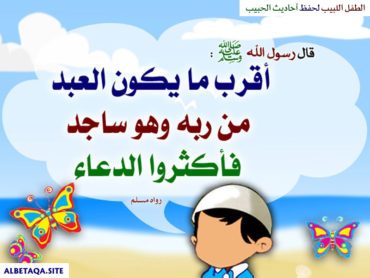 الطفل اللبيب لحفظ أحاديث الحبيب
قال رسول الله ﷺ :
أقرب ما يكون العبد
من ربه وهو ساجد
فأكثروا الدعاء
رواه مسلم
ALBETAQA.SITE